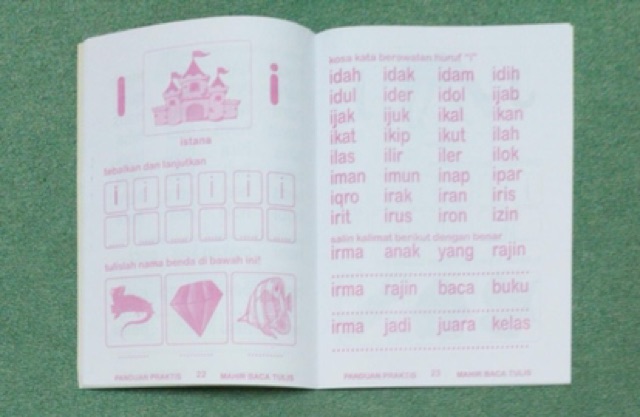 I i
istana
tebalkan dan lanjutkan
i i i i i i
tulislah nama benda di bawah ini!
PANDUAN PRAKTIS 22 MAHIR BACA TULIS
kosa kata berawalan huruf "i"
idah idak idam idih
idul ider idol ijab
ijak ijuk ikal ikan
ikat ikip ikut ilah
ilas ilir iler ilok
iman imun inap ipar
iqro irak iran iris
irit irus iron izin
salin kalimat berikut dengan benar
irma anak yang rajin
irma rajin baca buku
irma jadi juara kelas
PANDUAN PRAKTIS 23 MAHIR BACA TULIS